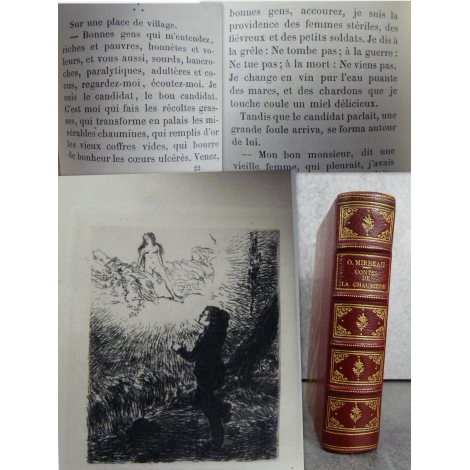 Sur une place de village.
— Bonnes gens qui m'entendez,
riches et pauvres, honnêtes et vo-
leurs, et vous aussi, sourds, bancro-
ches, paralytiques, adultères et co-
cus, regardez-moi, écoutez-moi. Je
suis le candidat, le bon candidat.
C'est moi qui fais les récoltes gras-
ses, qui transforme en palais les mi-
sérables chaumines, qui remplis d'or
les vieux coffres vides, qui bourre
de bonheur les cœurs ulcérés. Venez,
22
bonnes gens, accourez, je suis la
providence des femmes stériles, des
fiévreux et des petits soldats. Je dis à
la grêle : Ne tombe pas ; à la guerre :
Ne tue pas ; à la mort : Ne viens pas.
Je change en vin pur l'eau puante
des mares, et des chardons que je
touche coule un miel délicieux.
Tandis que le candidat parlait, une
grande foule arriva, se forma autour
de lui.
— Mon bon monsieur, dit une
vieille femme, qui pleurait, j'avais
O. MIRBEAU
CONTES
DE
LA CHAUMIÈRE